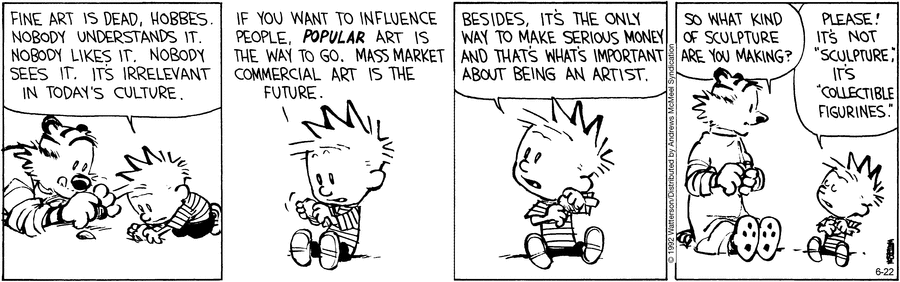 FINE ART IS DEAD, HOBBES.
NOBODY UNDERSTANDS IT.
NOBODY LIKES IT. NOBODY
SEES IT. IT'S IRRELEVANT
IN TODAY'S CULTURE.
IF YOU WANT TO INFLUENCE
PEOPLE, POPULAR ART IS
THE WAY TO GO. MASS MARKET
COMMERCIAL ART IS THE
FUTURE.
BESIDES, IT'S THE ONLY
WAY TO MAKE SERIOUS MONEY
AND THAT'S WHAT'S IMPORTANT
ABOUT BEING AN ARTIST.
© 1992 Watterson/Distributed by Andrews McMeel Syndication
SO WHAT KIND
OF SCULPTURE
ARE YOU MAKING?
PLEASE!
IT'S NOT
"SCULPTURE,"
IT'S
"COLLECTIBLE
FIGURINES."
6-22